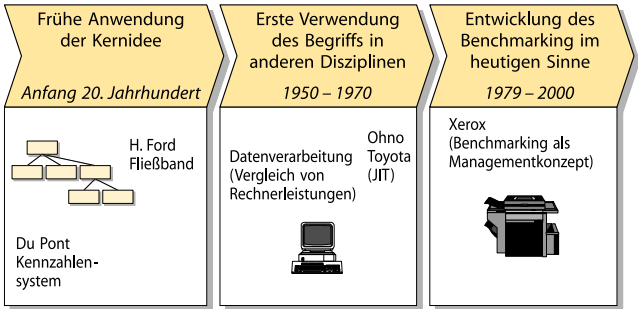 Frühe Anwendung
der Kernidee
Anfang 20. Jahrhundert
Erste Verwendung
des Begriffs in
anderen Disziplinen
1950 – 1970
Entwicklung des
Benchmarking im
heutigen Sinne
1979 – 2000
H. Ford
Fließband
Du Pont
Kennzahlen-
system
Ohno
Toyota
(JIT)
Datenverarbeitung
(Vergleich von
Rechnerleistungen)
Xerox
(Benchmarking als
Managementkonzept)